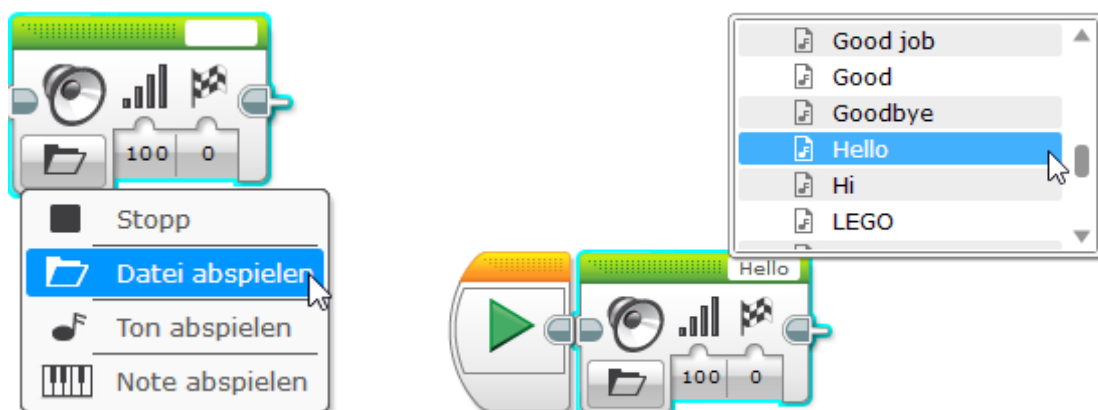 100 0
Stopp
Datei abspielen
Ton abspielen
Note abspielen
Good job
Good
Goodbye
Hello
Hi
LEGO
Hello
100 0